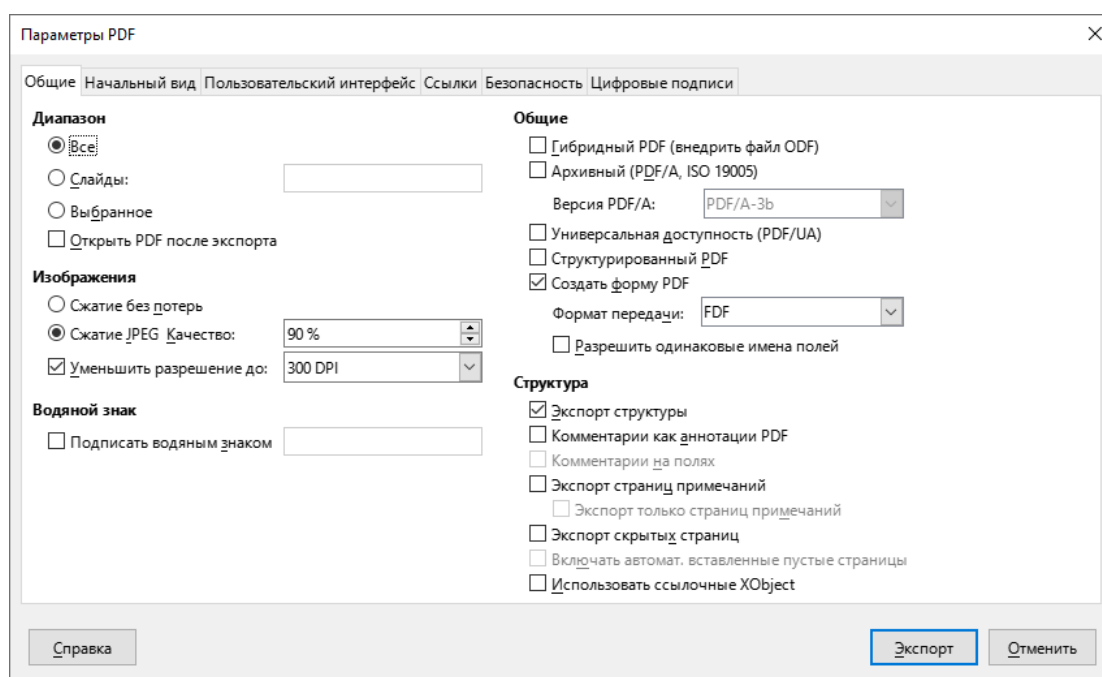 Параметры PDF
Общие Начальный вид Пользовательский интерфейс Ссылки Безопасность Цифровые подписи
Диапазон
Все
Слайды:
Выбранное
Открыть PDF после экспорта
Изображения
Сжатие без потерь
Сжатие JPEG Качество: 90 %
Уменьшить разрешение до: 300 DPI
Водяной знак
Подписать водяным знаком
Общие
Гибридный PDF (внедрить файл ODF)
Архивный (PDF/A, ISO 19005)
Версия PDF/A: PDF/A-3b
Универсальная доступность (PDF/UA)
Структурированный PDF
Создать форму PDF
Формат передачи: FDF
Разрешить одинаковые имена полей
Структура
Экспорт структуры
Комментарии как аннотации PDF
Комментарии на полях
Экспорт страниц примечаний
Экспорт только страниц примечаний
Экспорт скрытых страниц
Включать автомат. вставленные пустые страницы
Использовать ссылочные XObject
Справка Экспорт Отменить